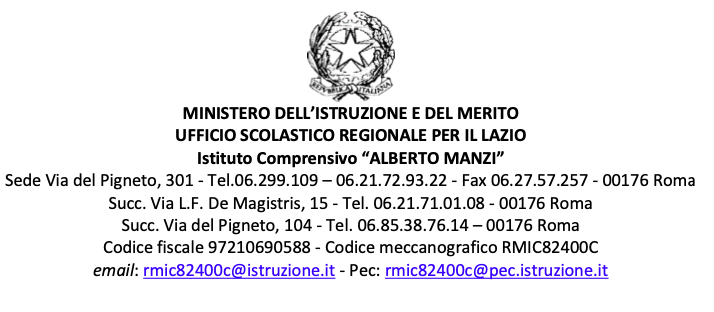 REPVBBLICA ITALIANA
MINISTERO DELL'ISTRUZIONE E DEL MERITO
UFFICIO SCOLASTICO REGIONALE PER IL LAZIO
Istituto Comprensivo “ALBERTO MANZI”
Sede Via del Pigneto, 301 - Tel.06.299.109 – 06.21.72.93.22 - Fax 06.27.57.257 - 00176 Roma
Succ. Via L.F. De Magistris, 15 - Tel. 06.21.71.01.08 - 00176 Roma
Succ. Via del Pigneto, 104 - Tel. 06.85.38.76.14 – 00176 Roma
Codice fiscale 97210690588 - Codice meccanografico RMIC82400C
email: rmic82400c@istruzione.it - Pec: rmic82400c@pec.istruzione.it